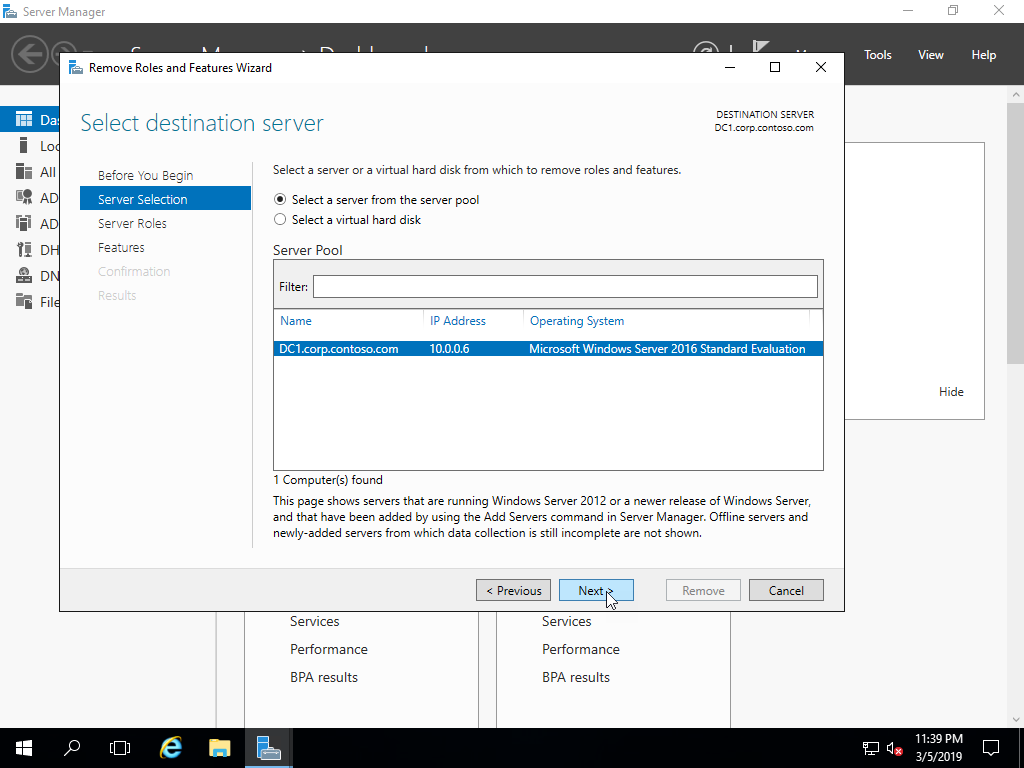 Server Manager
Tools
View
Help
Remove Roles and Features Wizard
Select destination server
DESTINATION SERVER
DC1.corp.contoso.com
Before You Begin
Server Selection
Server Roles
Features
Confirmation
Results
Select a server or a virtual hard disk from which to remove roles and features.
Select a server from the server pool
Select a virtual hard disk
Server Pool
Filter:
Name IP Address Operating System
DC1.corp.contoso.com 10.0.0.6 Microsoft Windows Server 2016 Standard Evaluation
1 Computer(s) found
This page shows servers that are running Windows Server 2012 or a newer release of Windows Server,
and that have been added by using the Add Servers command in Server Manager. Offline servers and
newly-added servers from which data collection is still incomplete are not shown.
< Previous
Next >
Remove
Cancel
All
AD
AD
DH
DN
File
Hide
Services
Performance
BPA results
Services
Performance
BPA results
11:39 PM
3/5/2019